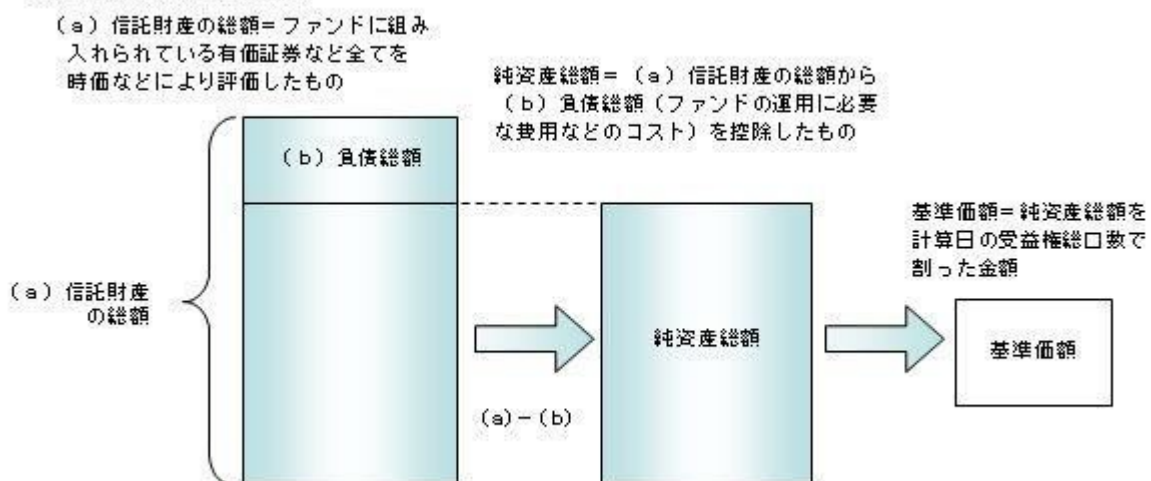 （a）信託財産の総額＝ファンドに組み
入れられている有価証券など全てを
時価などにより評価したもの
純資産総額＝（a）信託財産の総額から
（b）負債総額（ファンドの運用に必要
な費用などのコスト）を控除したもの
（b）負債総額
基準価額＝純資産総額を
計算日の受益権総口数で
割った金額
（a）信託財産
の総額
純資産総額
基準価額
（a）－（b）